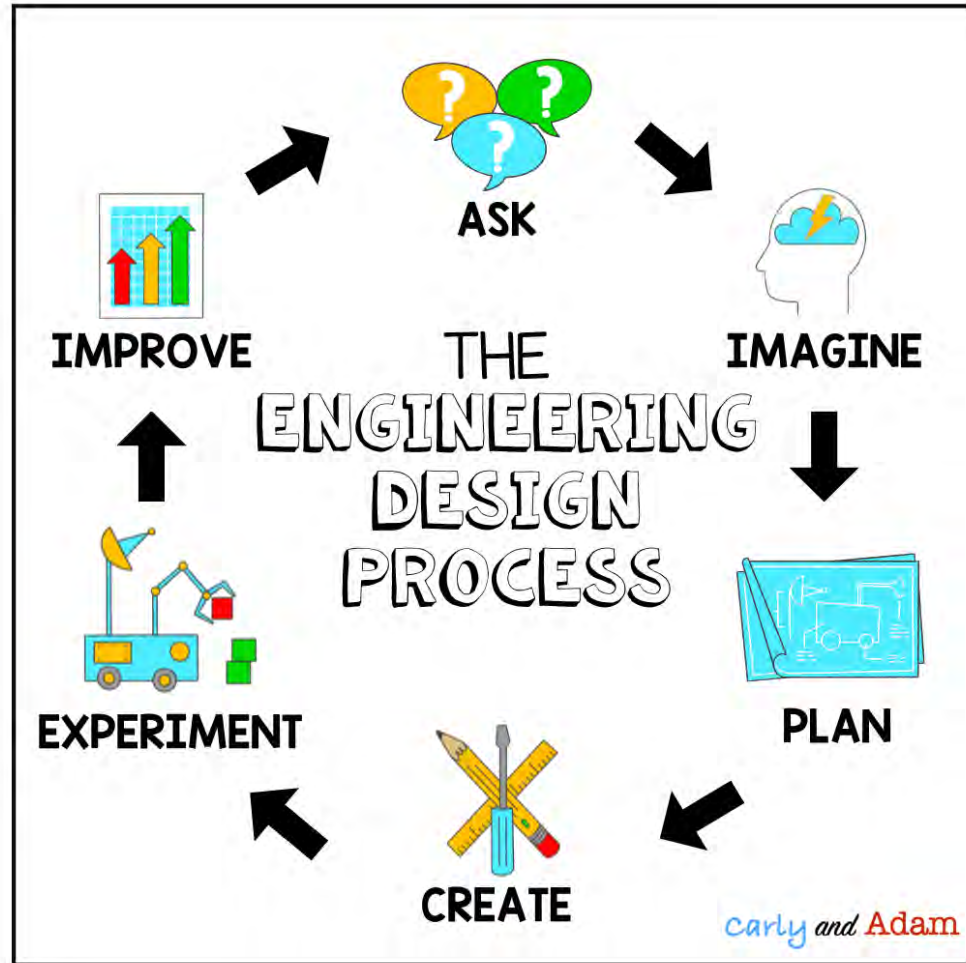 ? ? ?
ASK
IMAGINE
PLAN
CREATE
EXPERIMENT
IMPROVE
THE
ENGINEERING
DESIGN
PROCESS
Carly and Adam